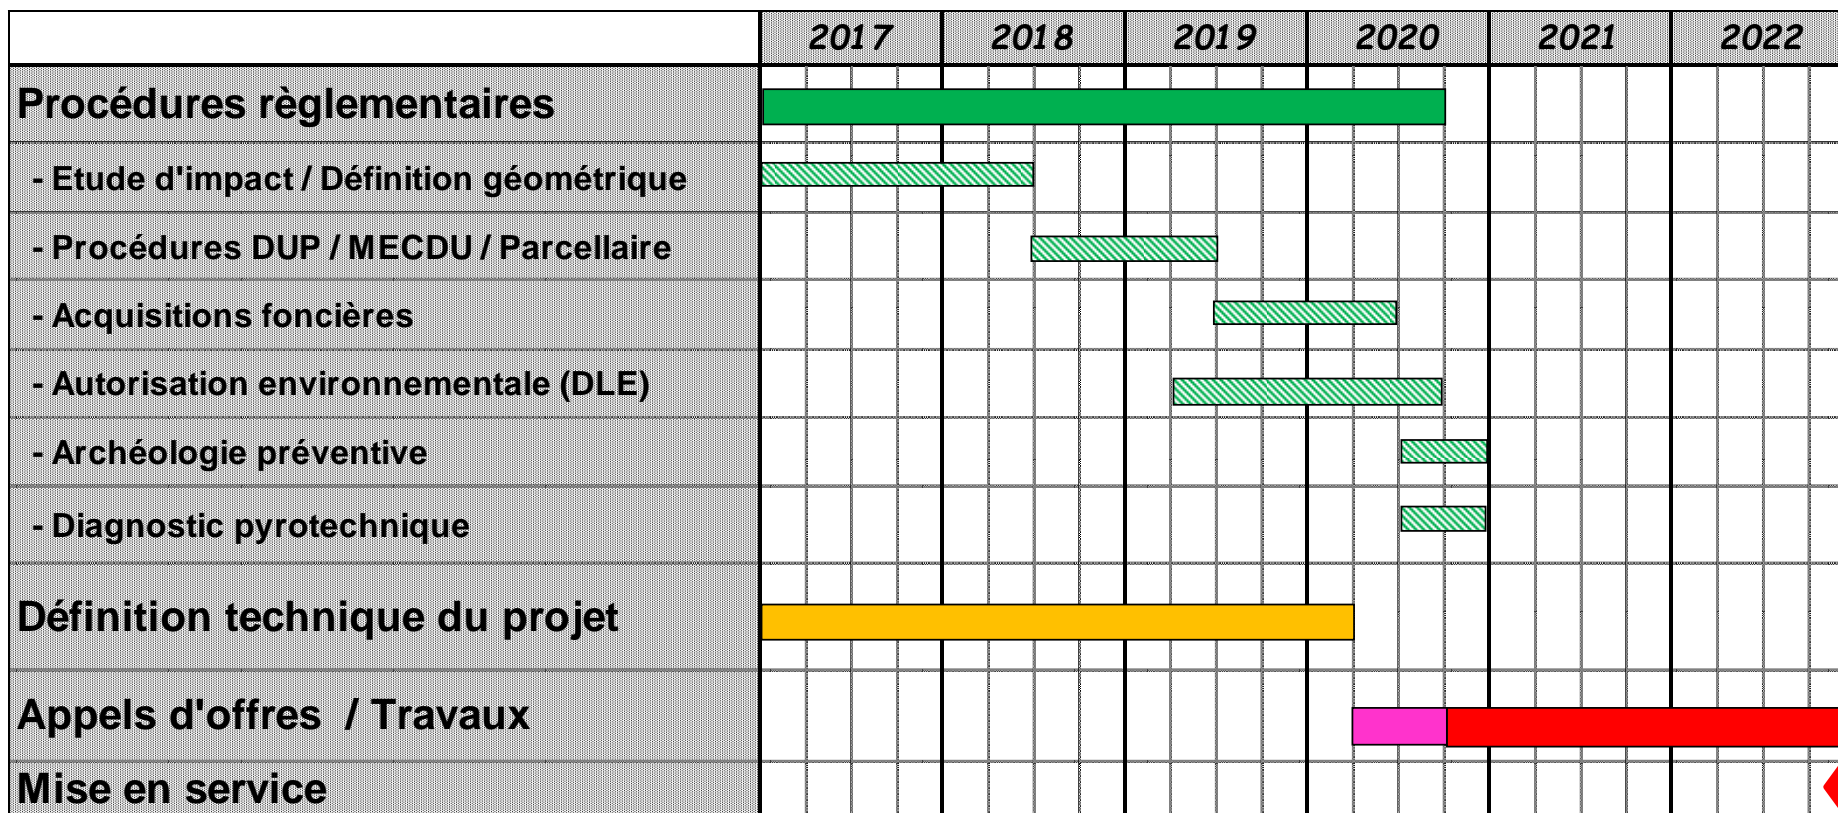 2017 2018 2019 2020 2021 2022
Procédures règlementaires
- Etude d'impact / Définition géométrique
- Procédures DUP / MECDU / Parcellaire
- Acquisitions foncières
- Autorisation environnementale (DLE)
- Archéologie préventive
- Diagnostic pyrotechnique
Définition technique du projet
Appels d'offres / Travaux
Mise en service